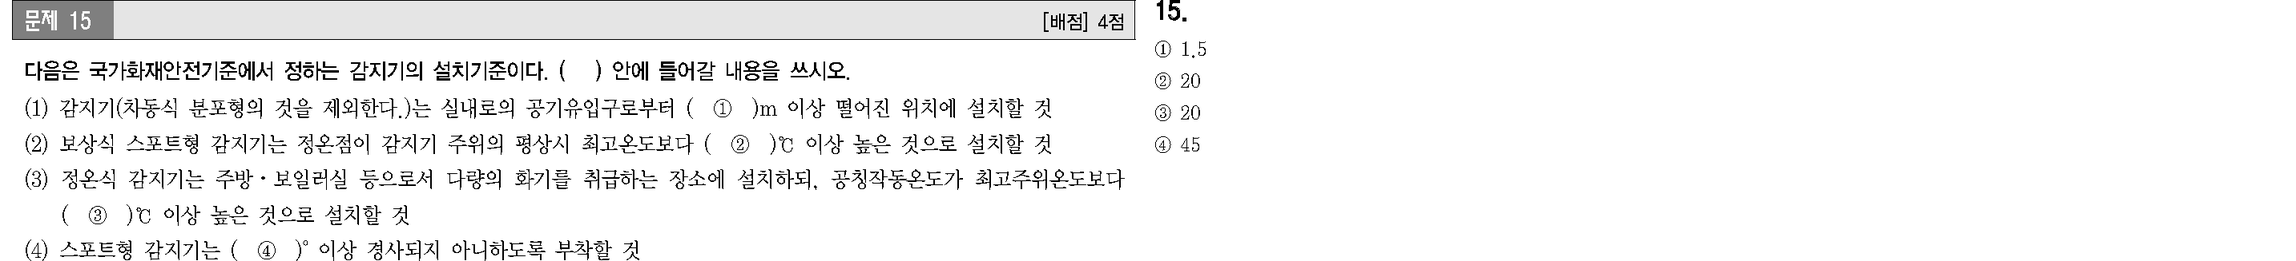 문제 15
[배점] 4점
다음은 국가화재안전기준에서 정하는 감지기의 설치기준이다. (    ) 안에 들어갈 내용을 쓰시오.
(1) 감지기(차동식 분포형의 것을 제외한다.)는 실내로의 공기유입구로부터 ( ① )m 이상 떨어진 위치에 설치할 것
(2) 보상식 스포트형 감지기는 정온점이 감지기 주위의 평상시 최고온도보다 ( ② )℃ 이상 높은 것으로 설치할 것
(3) 정온식 감지기는 주방·보일러실 등으로서 다량의 화기를 취급하는 장소에 설치하되, 공칭작동온도가 최고주위온도보다
( ③ )℃ 이상 높은 것으로 설치할 것
(4) 스포트형 감지기는 ( ④ )° 이상 경사되지 아니하도록 부착할 것
15.
① 1.5
② 20
③ 20
④ 45